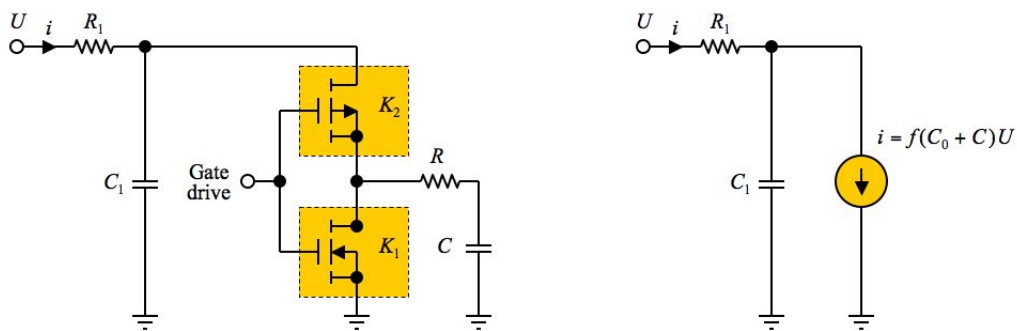 U
i
R₁
K₂
R
C₁
Gate
drive
K₁
C
U
i
R₁
i = f(C₀ + C)U
C₁